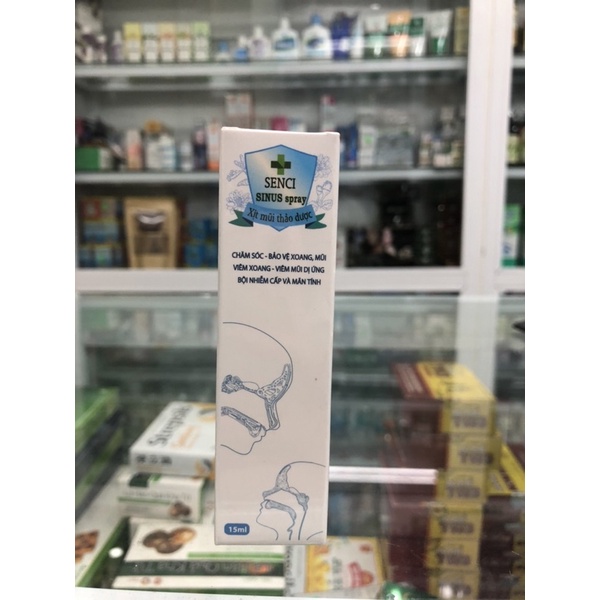 SENCI
SINUS spray
Xịt mũi thảo dược
CHĂM SÓC - BẢO VỆ XOANG, MŨI
VIÊM XOANG - VIÊM MŨI DỊ ỨNG
BỘI NHIỄM CẤP VÀ MÃN TÍNH
15ml